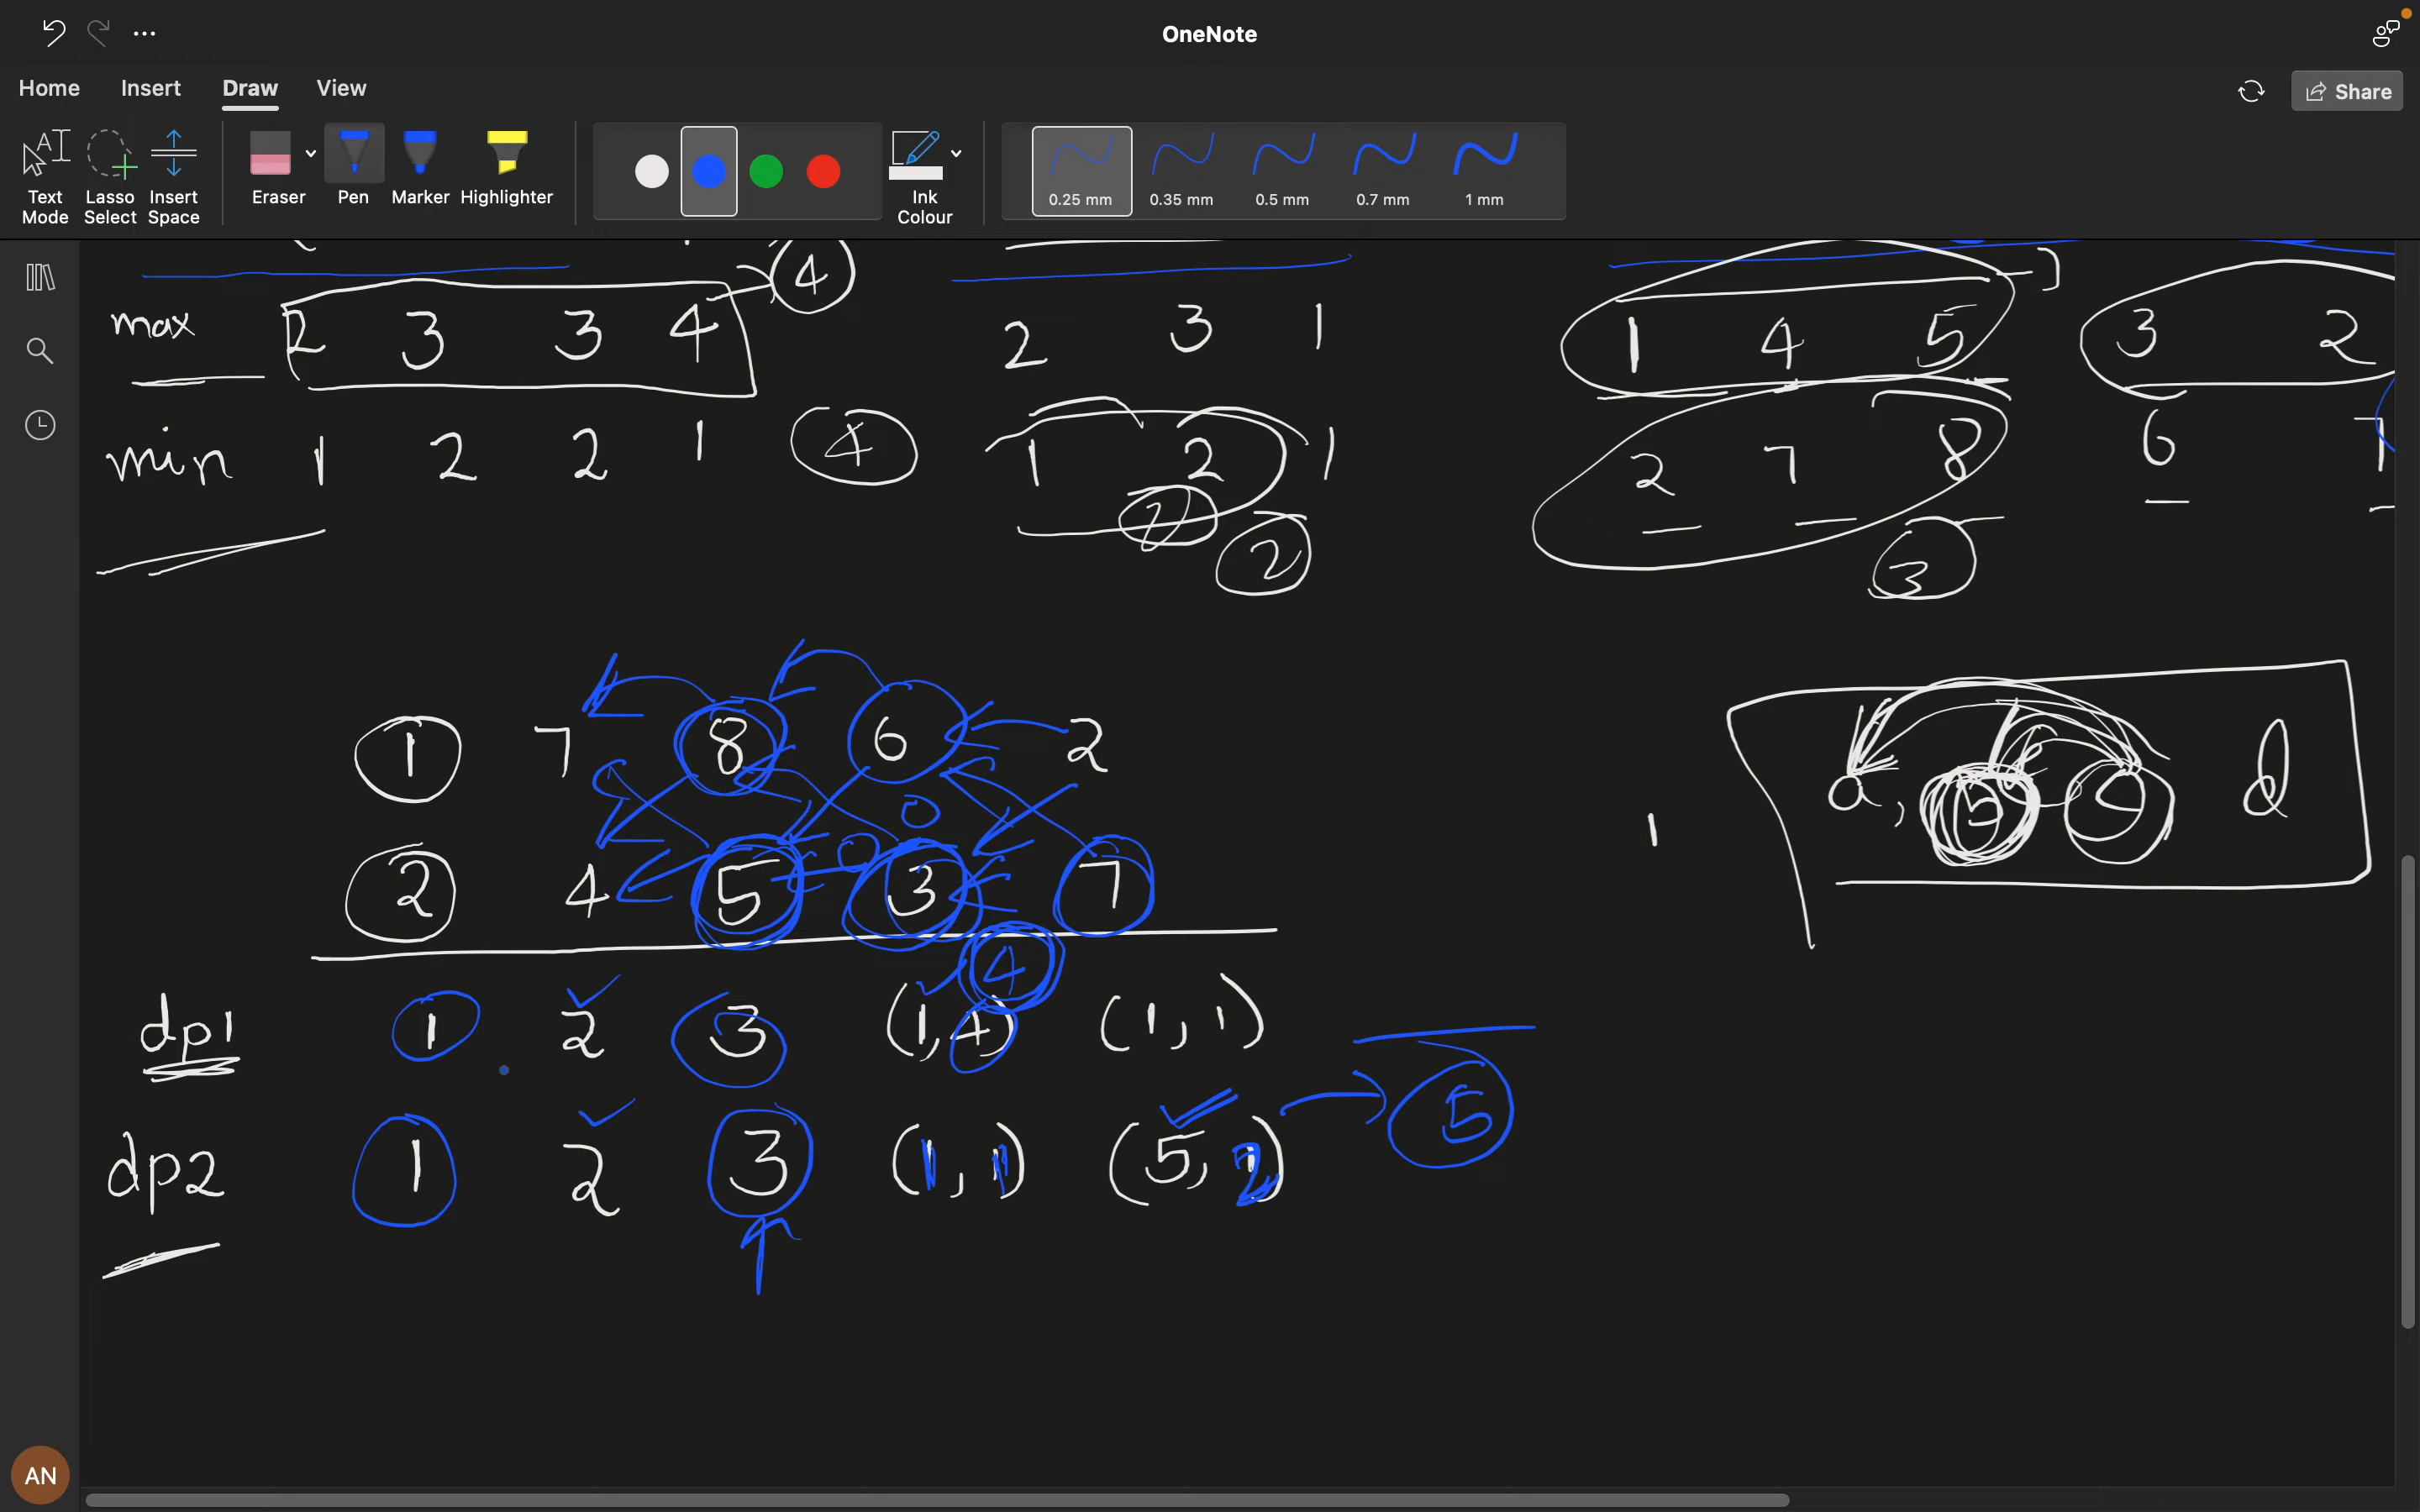 OneNote
Home Insert Draw View
Share
Text Mode
Lasso Select
Insert Space
Eraser
Pen
Marker
Highlighter
Ink Colour
0.25 mm
0.35 mm
0.5 mm
0.7 mm
1 mm
4
max 2 3 3 4 2 3 1 1 4 5 3 2
min 1 2 2 1 4 1 2 1 2 7 8 6 1
2 2 3
1 7 8 6 2
1 a, b c d
2 4 5 3 7
4
dp1 1 2 3 (1, 4) (1, 1)
5
dp2 1 2 3 (1, 1) (5, 2)
AN